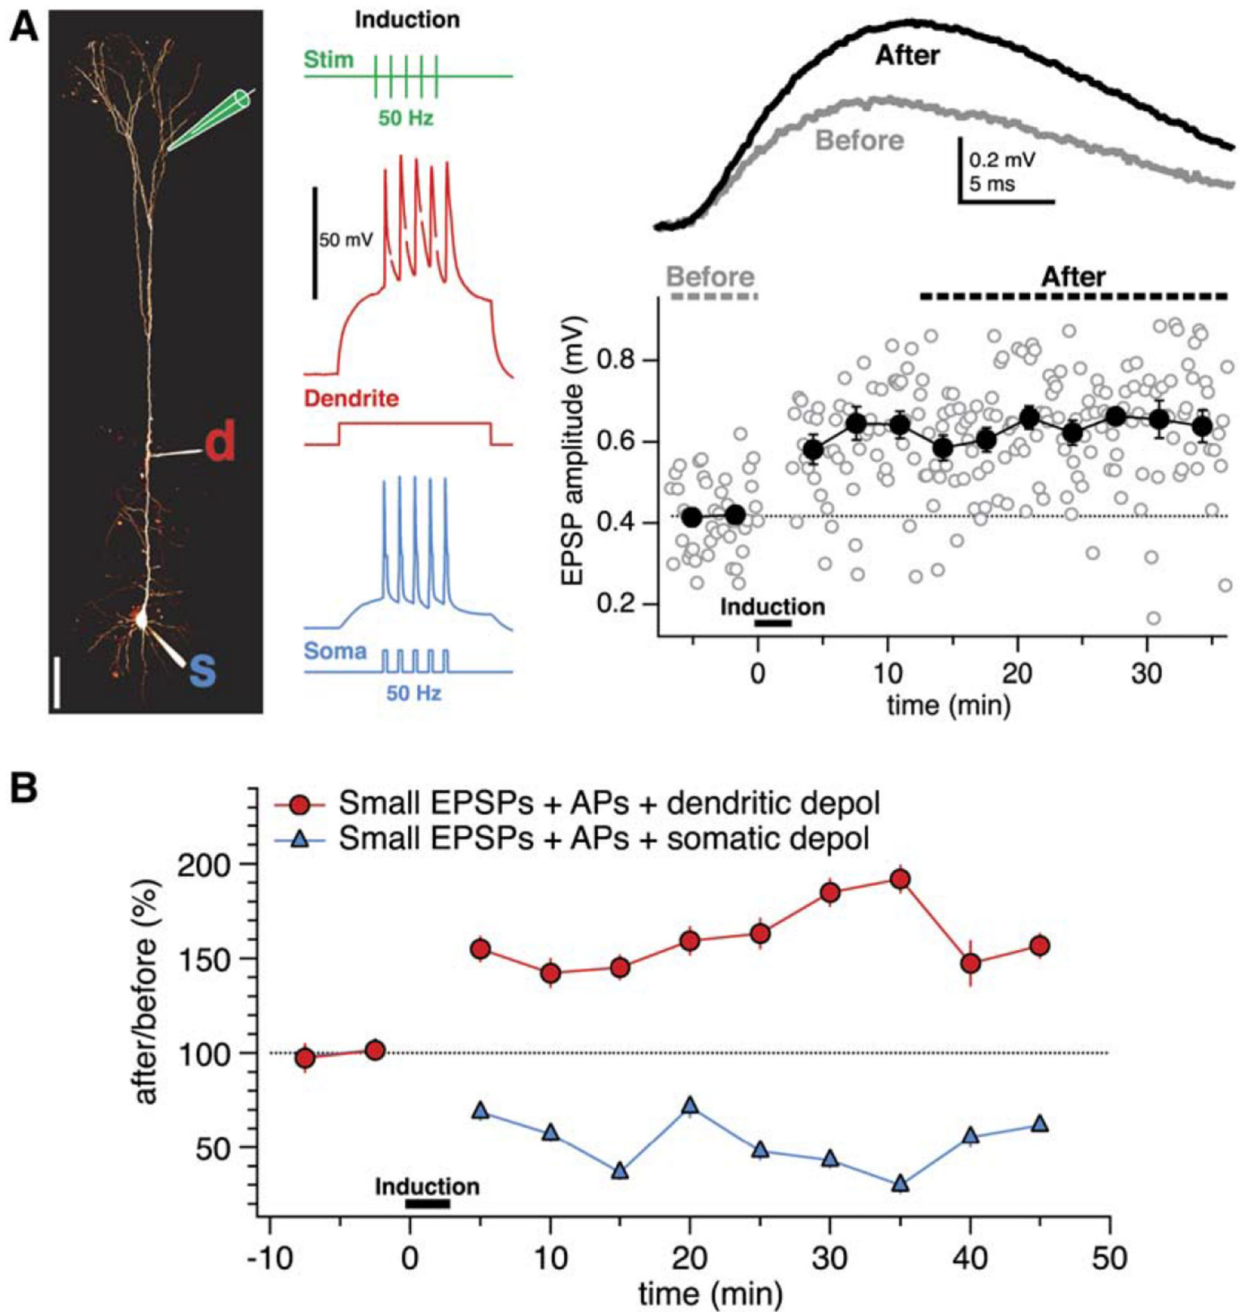 A
Induction
Stim
50 Hz
50 mV
Dendrite
Soma
50 Hz
d
s
After
Before
0.2 mV
5 ms
Before
After
EPSP amplitude (mV)
0.8
0.6
0.4
0.2
Induction
0
10
20
30
time (min)
B
Small EPSPs + APs + dendritic depol
Small EPSPs + APs + somatic depol
after/before (%)
200
150
100
50
Induction
-10
0
10
20
30
40
50
time (min)